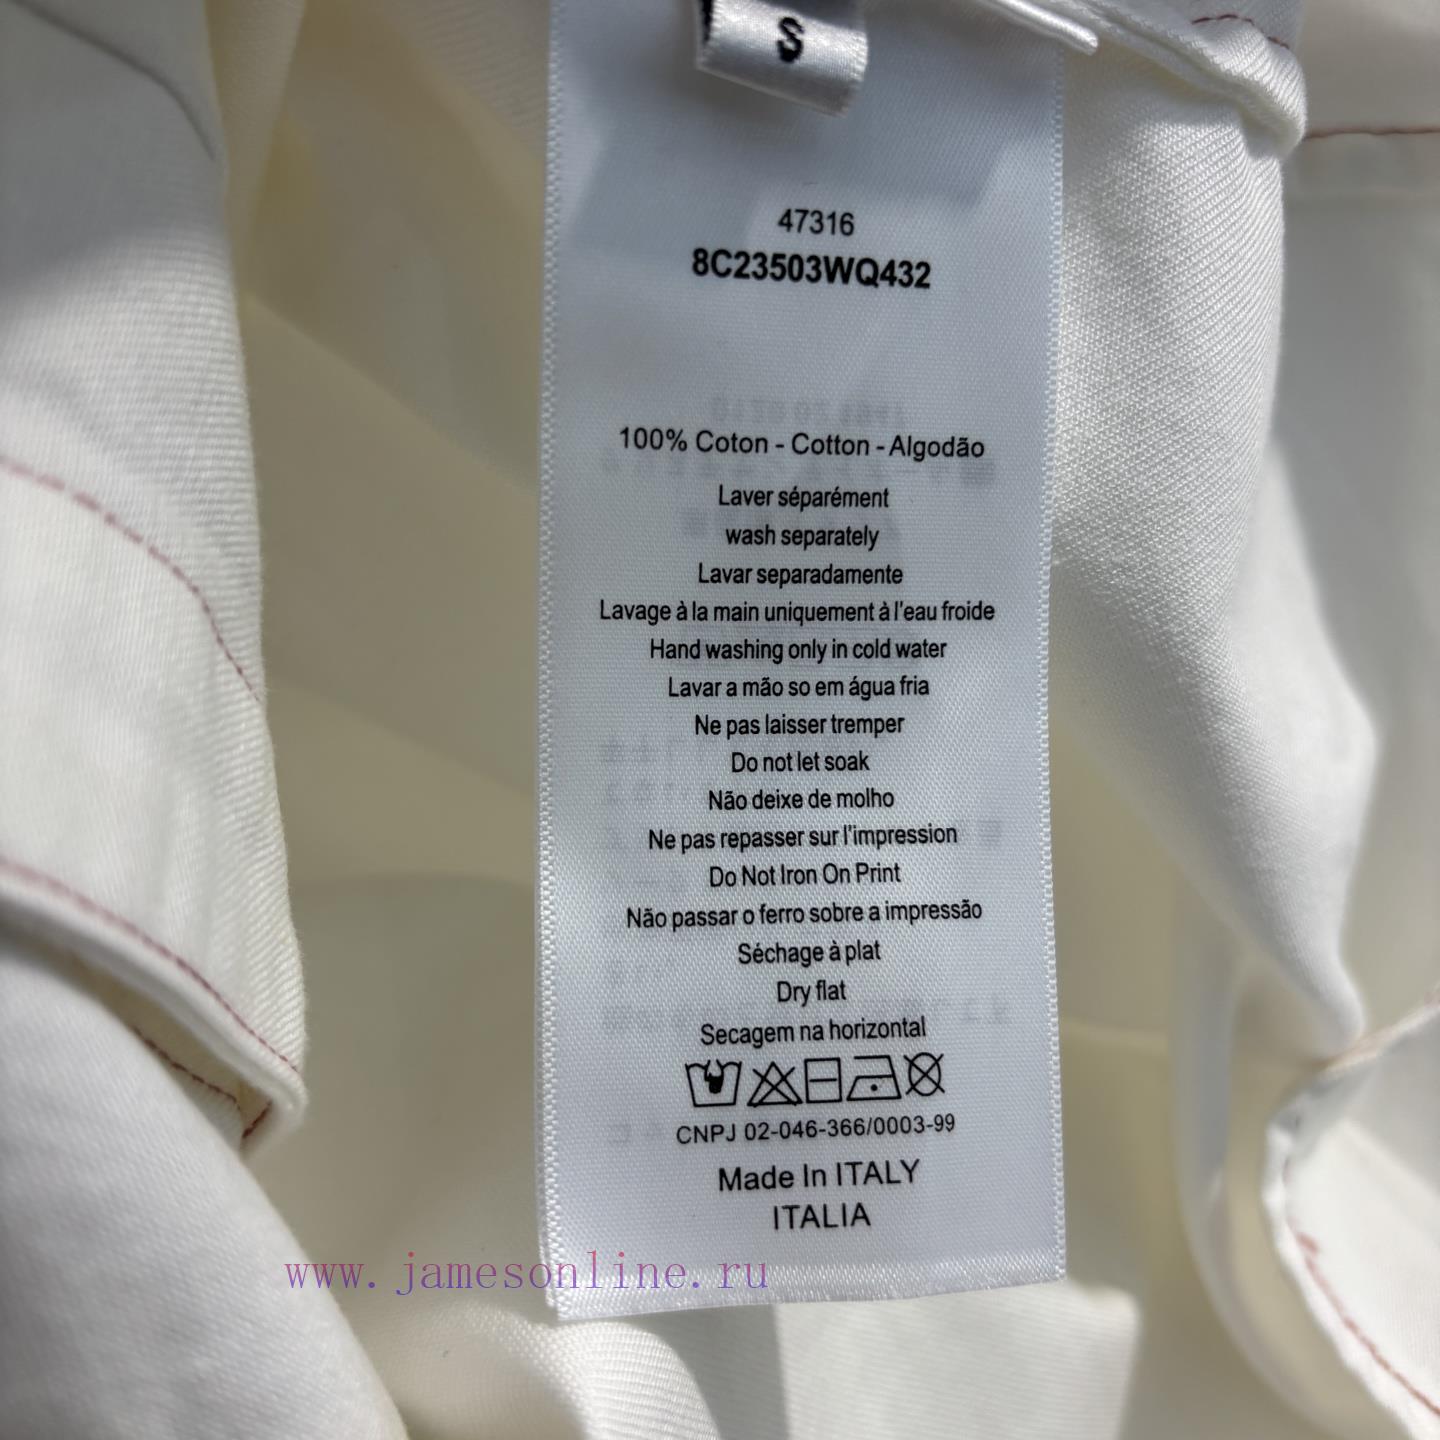 S
47316
8C23503WQ432
100% Coton - Cotton - Algodão
Laver séparément
wash separately
Lavar separadamente
Lavage à la main uniquement à l'eau froide
Hand washing only in cold water
Lavar a mão so em água fria
Ne pas laisser tremper
Do not let soak
Não deixe de molho
Ne pas repasser sur l'impression
Do Not Iron On Print
Não passar o ferro sobre a impressão
Séchage à plat
Dry flat
Secagem na horizontal
CNPJ 02-046-366/0003-99
Made In ITALY
ITALIA
www.jamesonline.ru